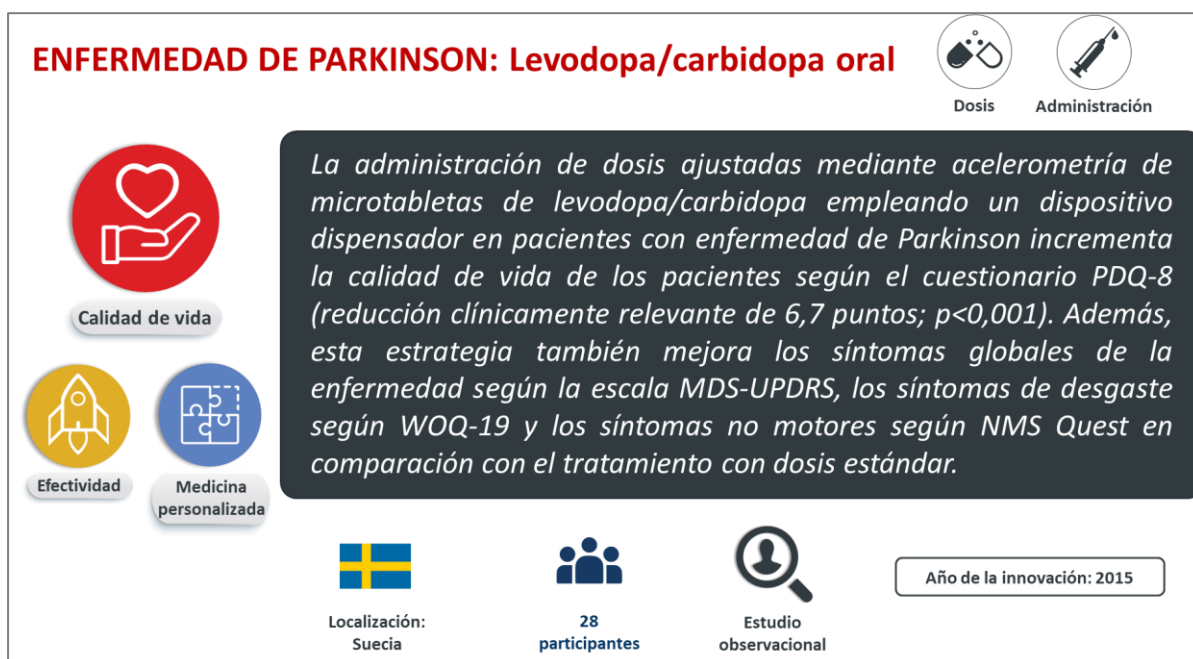 ENFERMEDAD DE PARKINSON: Levodopa/carbidopa oral
Dosis
Administración
Calidad de vida
Efectividad
Medicina
personalizada
La administración de dosis ajustadas mediante acelerometría de
microtabletas de levodopa/carbidopa empleando un dispositivo
dispensador en pacientes con enfermedad de Parkinson incrementa
la calidad de vida de los pacientes según el cuestionario PDQ-8
(reducción clínicamente relevante de 6,7 puntos; p<0,001). Además,
esta estrategia también mejora los síntomas globales de la
enfermedad según la escala MDS-UPDRS, los síntomas de desgaste
según WOQ-19 y los síntomas no motores según NMS Quest en
comparación con el tratamiento con dosis estándar.
Localización:
Suecia
28
participantes
Estudio
observacional
Año de la innovación: 2015